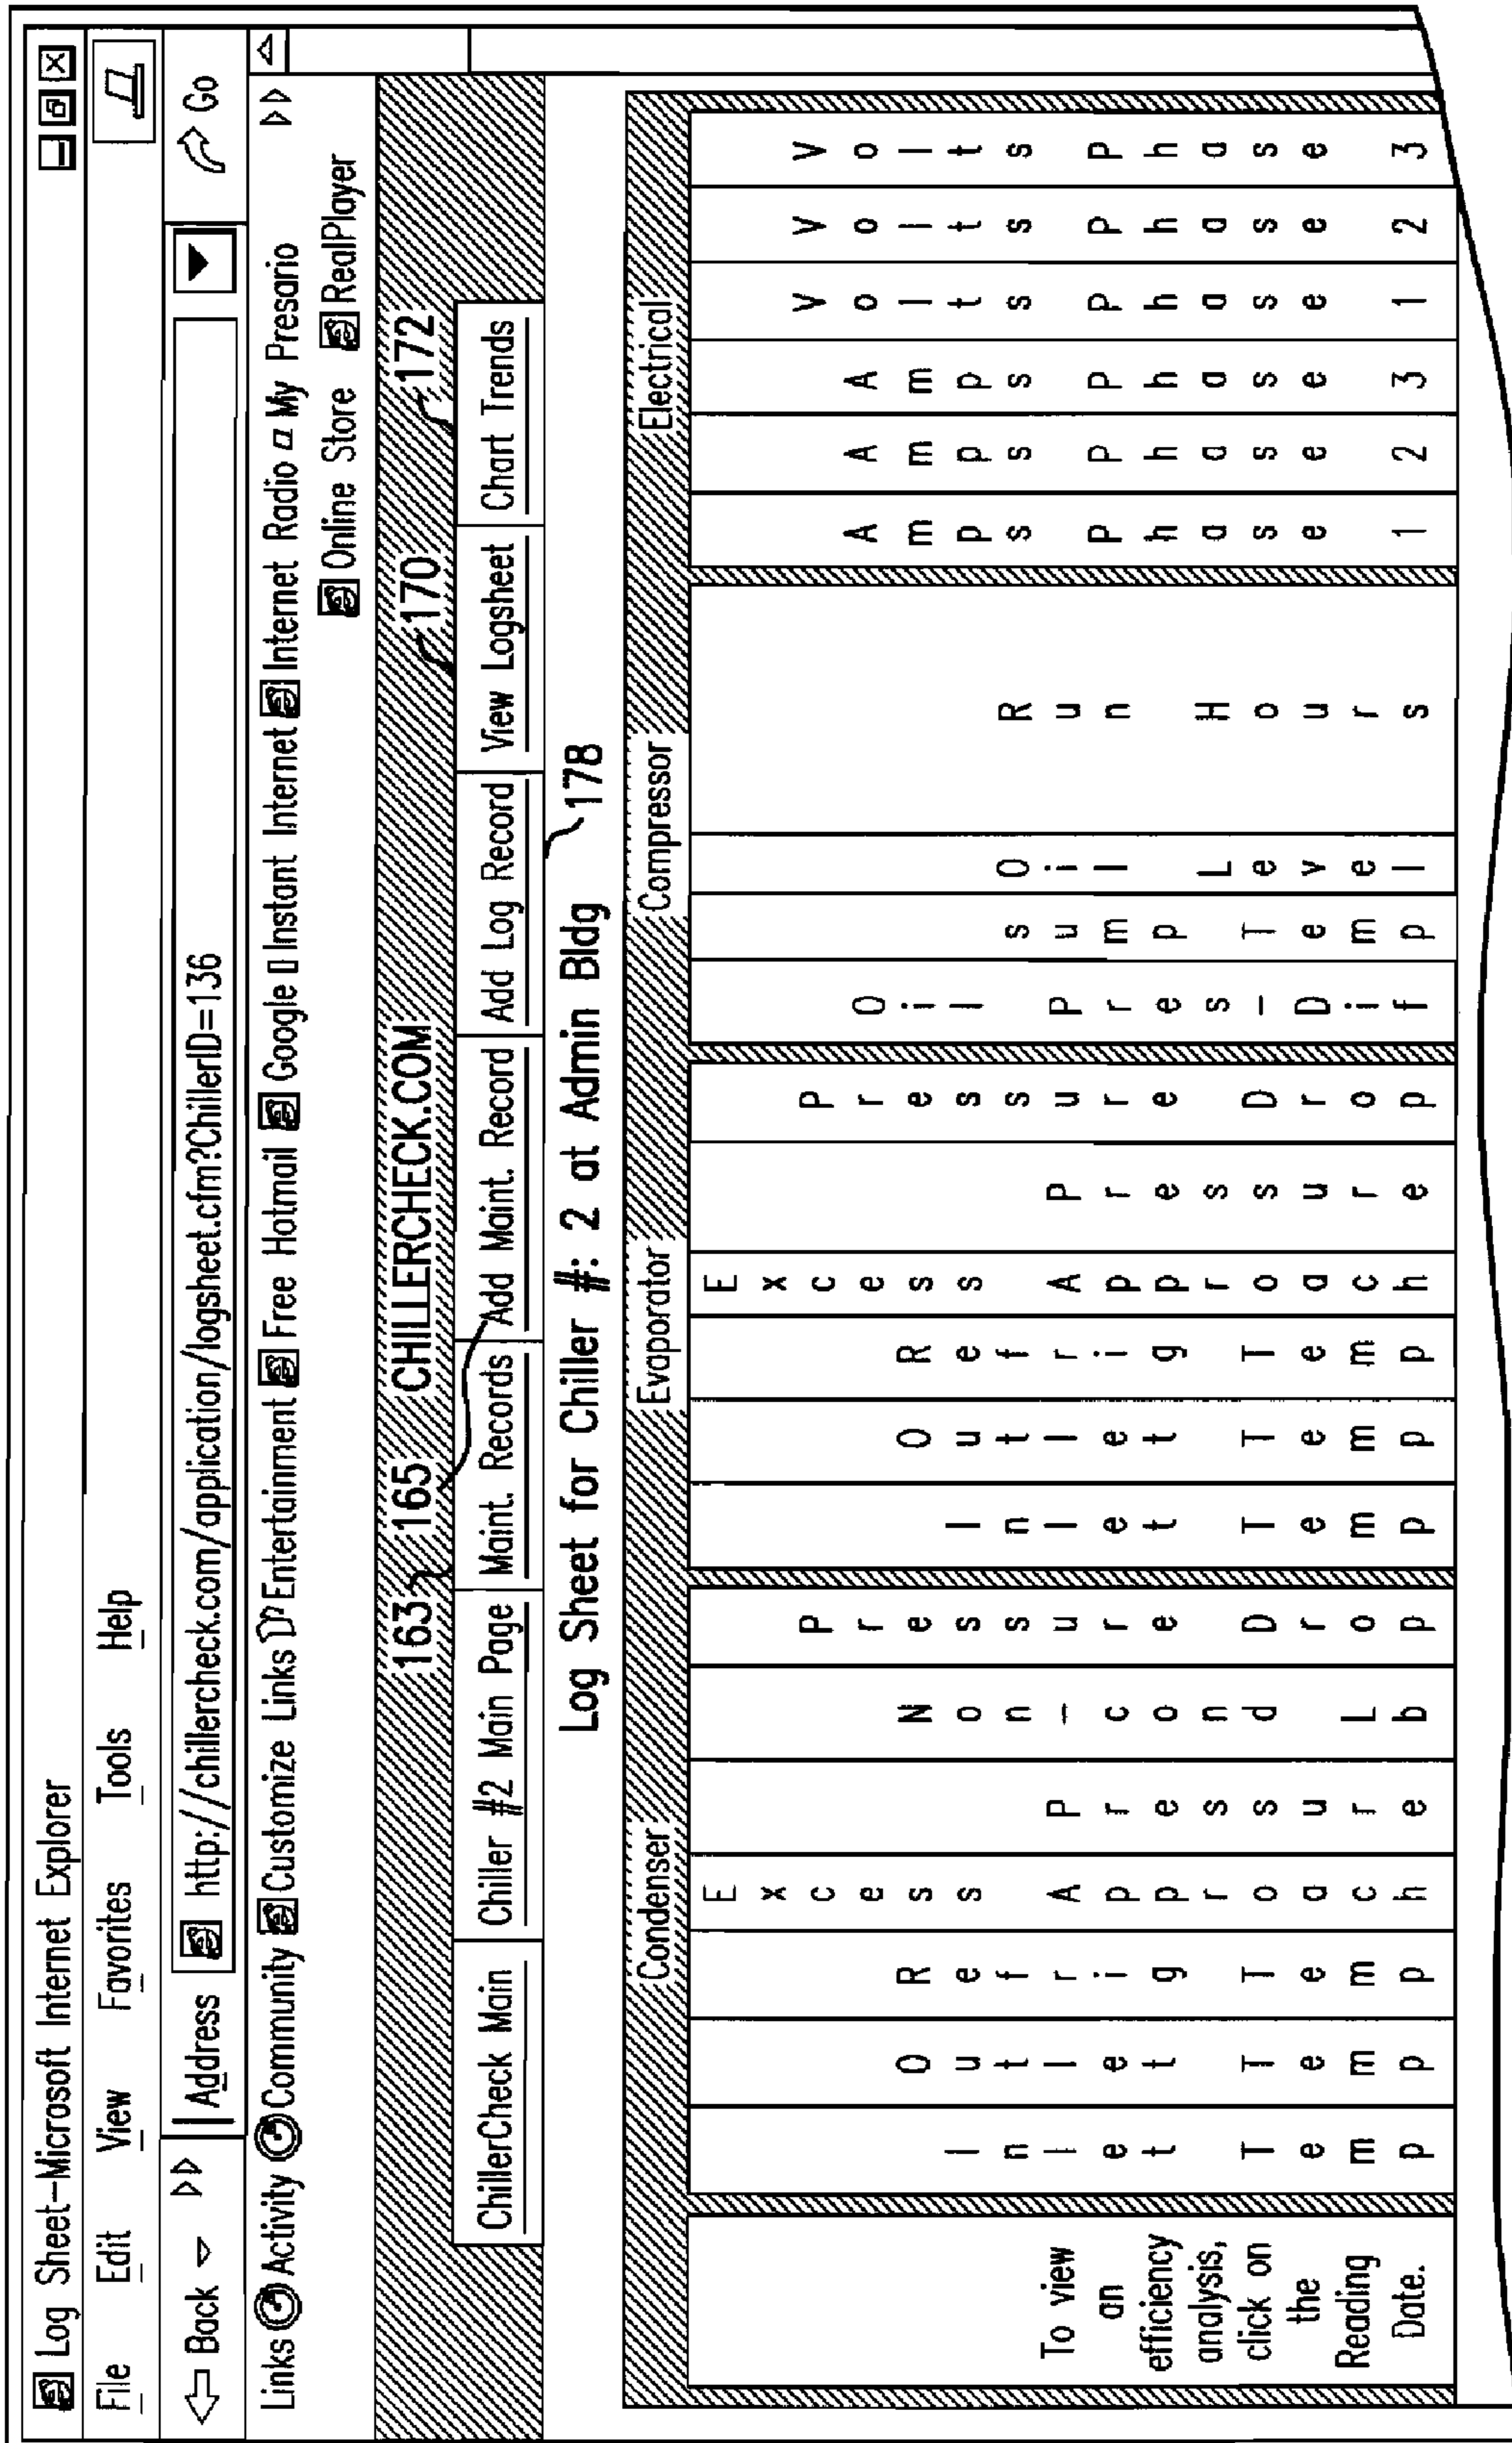 Log Sheet-Microsoft Internet Explorer
File Edit View Favorites Tools Help
Back Address http://chillercheck.com/application/logsheet.cfm?ChillerID=136 Go
Links Activity Community Customize Links Entertainment Free Hotmail Google Instant Internet Internet Radio My Presario
Online Store RealPlayer
163 165 CHILLERCHECK.COM 170 172
ChillerCheck Main Chiller #2 Main Page Maint. Records Add Maint. Record Add Log Record View Logsheet Chart Trends
Log Sheet for Chiller #: 2 at Admin Bldg 178
Condenser Evaporator Compressor Electrical
To view
an
efficiency
analysis,
click on
the
Reading
Date.
Inlet Temp
Outlet Temp
Refrig Temp
Excess Approach
Pressure
Non-cond Lb
Pressure Drop
Inlet Temp
Outlet Temp
Refrig Temp
Excess Approach
Pressure
Pressure Drop
Oil Pres-Dif
sump Temp
Oil Level
Run Hours
Amps Phase 1
Amps Phase 2
Amps Phase 3
Volts Phase 1
Volts Phase 2
Volts Phase 3